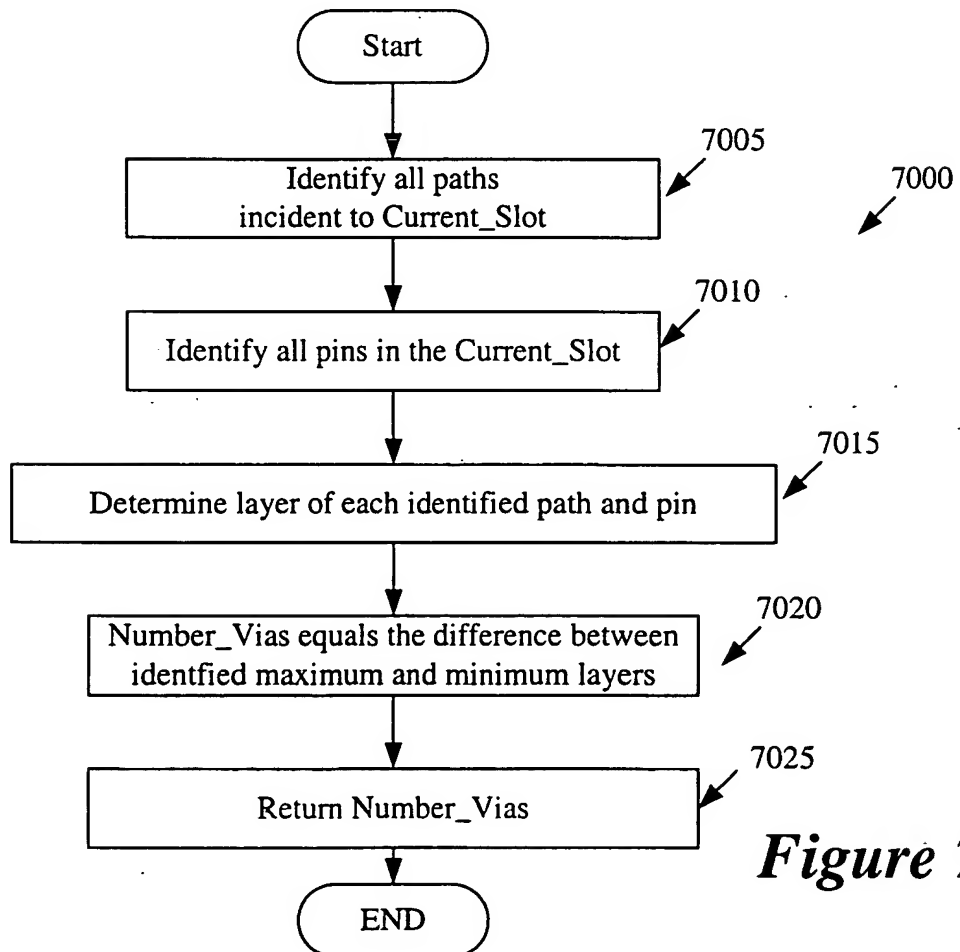 Start
7005
Identify all paths
incident to Current_Slot
7000
7010
Identify all pins in the Current_Slot
7015
Determine layer of each identified path and pin
7020
Number_Vias equals the difference between
identfied maximum and minimum layers
7025
Return Number_Vias
Figure
END